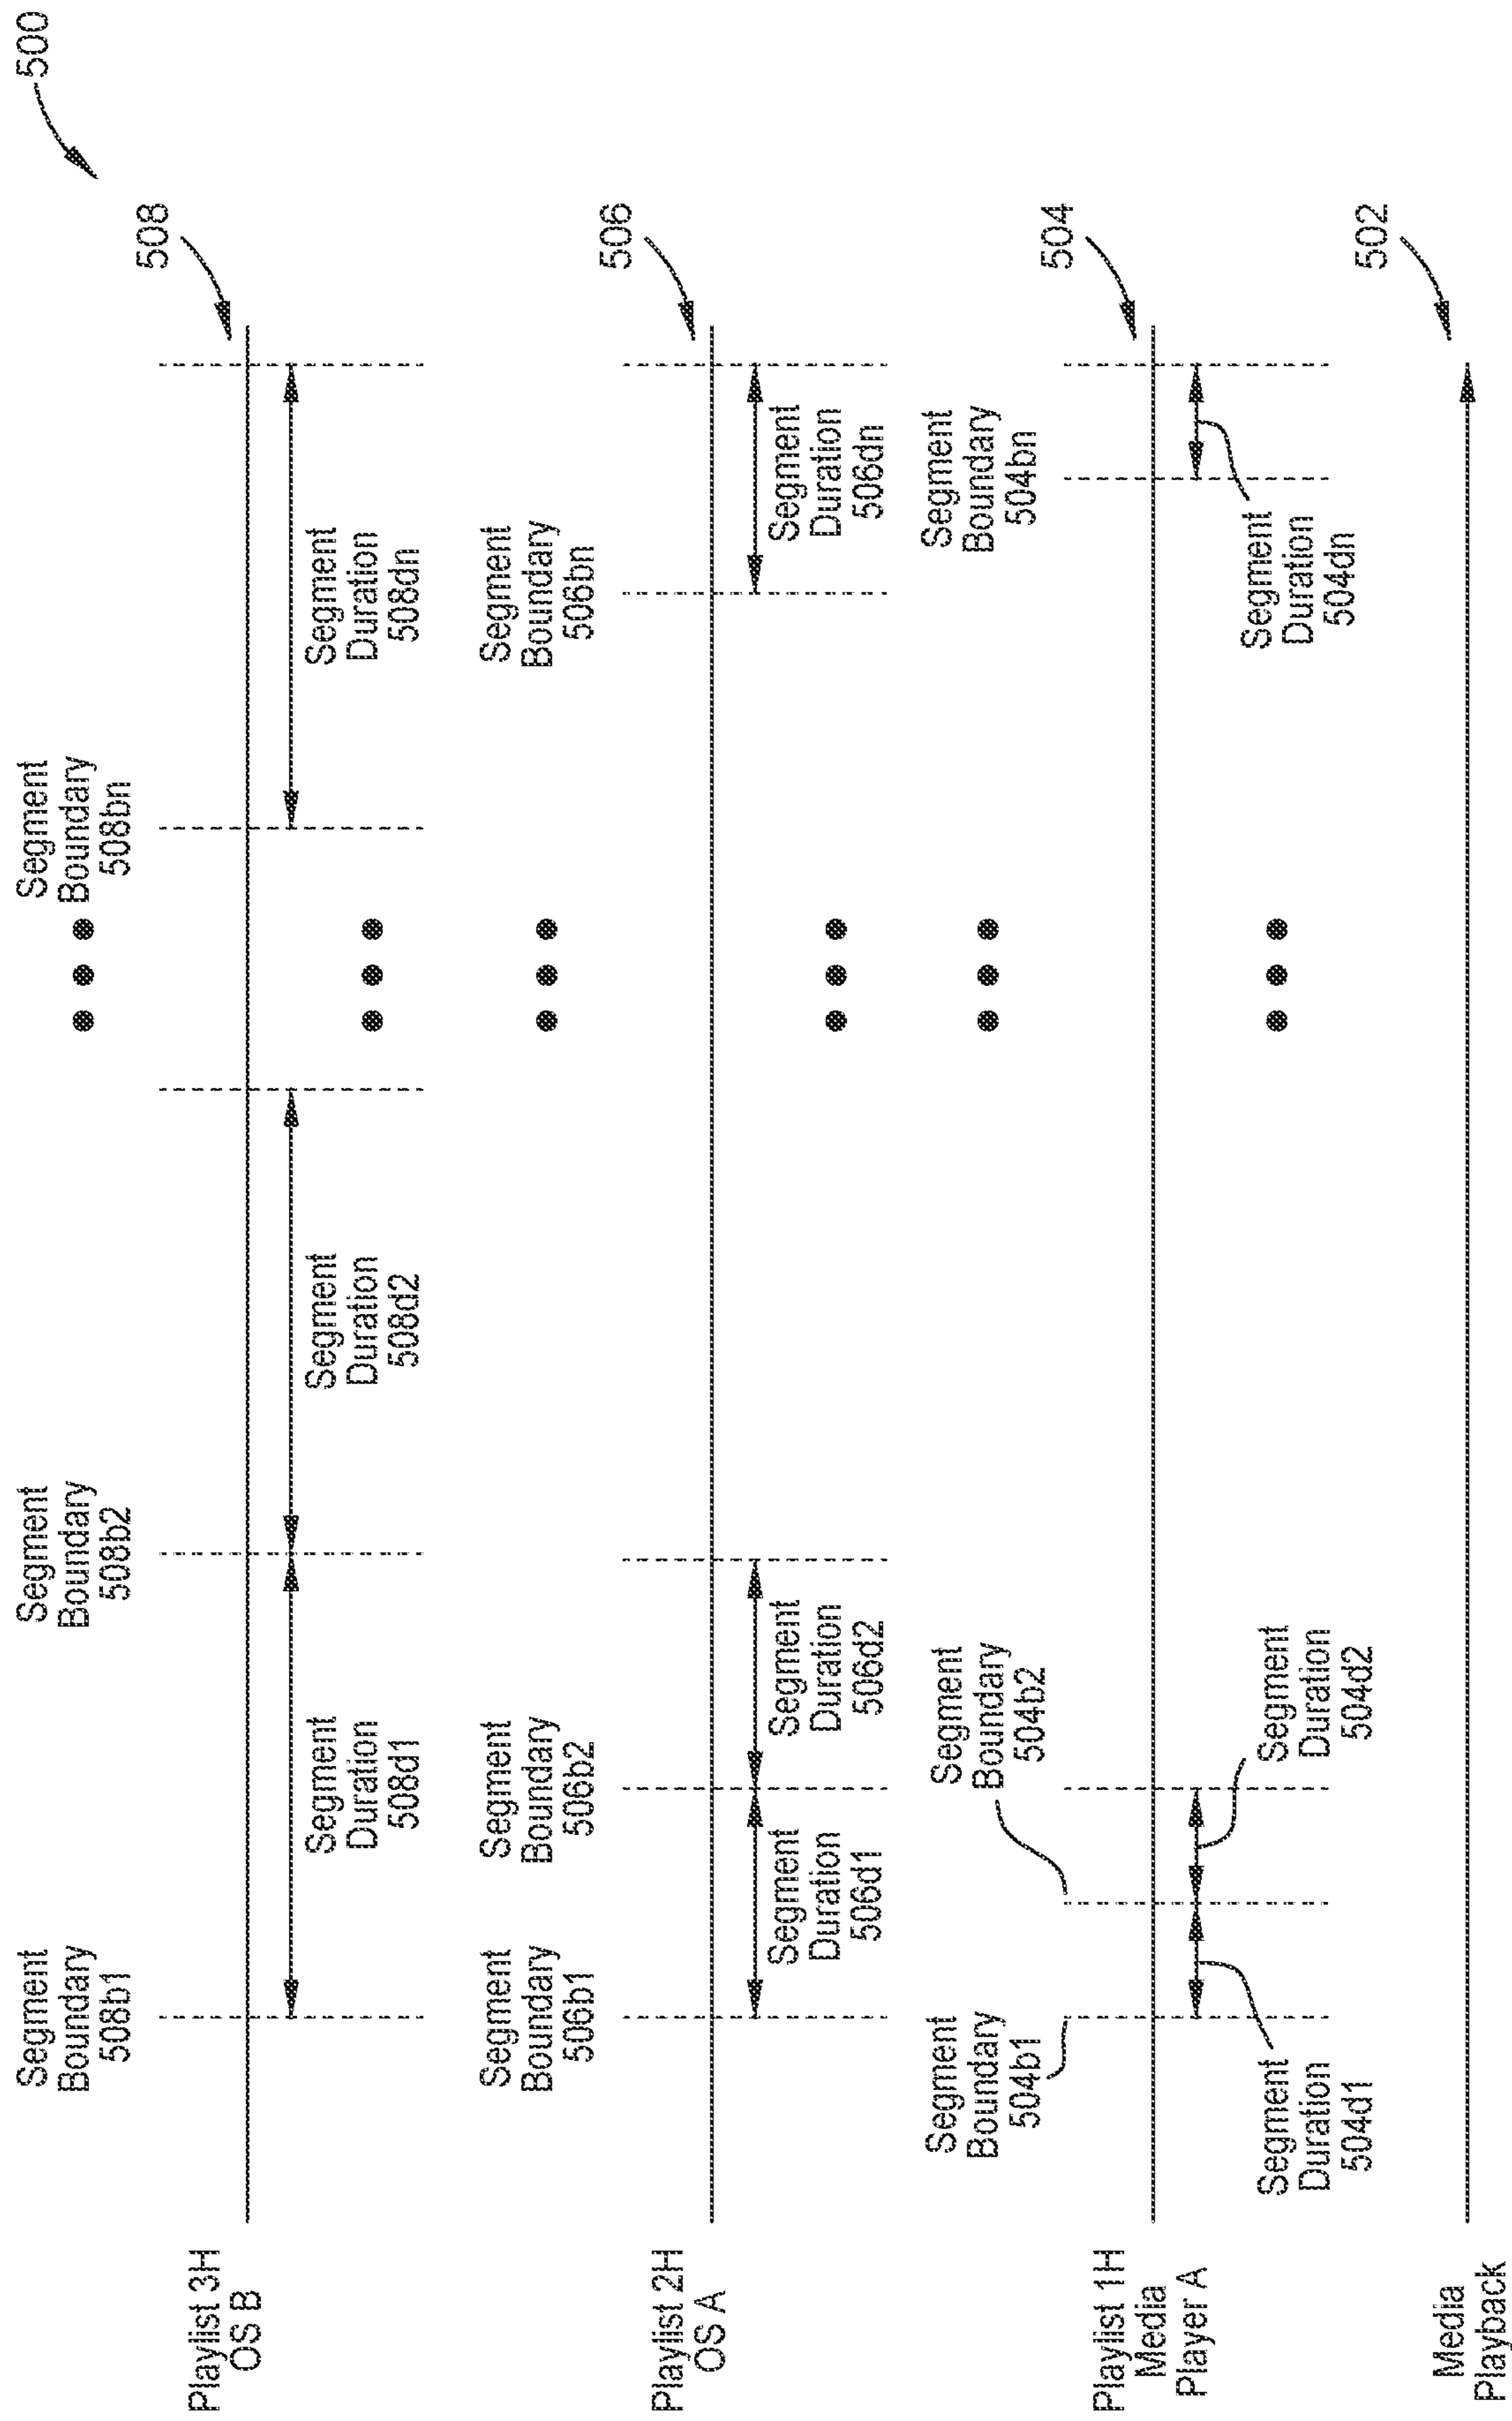 500
Segment
Boundary
508b1
Segment
Boundary
508b2
Segment
Boundary
508bn
508
Playlist 3H
OS B
Segment
Duration
508d1
Segment
Duration
508d2
Segment
Duration
508dn
Segment
Boundary
506b1
Segment
Boundary
506b2
Segment
Boundary
506bn
506
Playlist 2H
OS A
Segment
Duration
506d1
Segment
Duration
506d2
Segment
Duration
506dn
Segment
Boundary
504b1
Segment
Boundary
504b2
Segment
Boundary
504bn
504
Playlist 1H
Media
Player A
Segment
Duration
504d1
Segment
Duration
504d2
Segment
Duration
504dn
502
Media
Playback